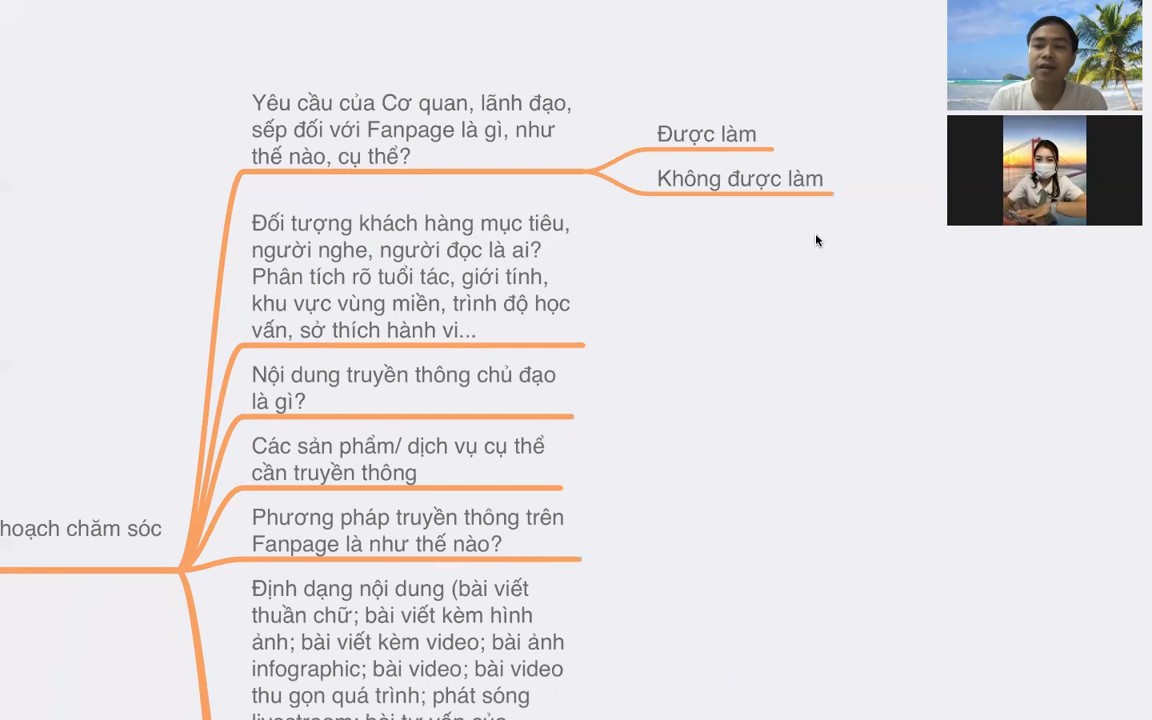 Yêu cầu của Cơ quan, lãnh đạo,
sếp đối với Fanpage là gì, như
thế nào, cụ thể?
Được làm
Không được làm
Đối tượng khách hàng mục tiêu,
người nghe, người đọc là ai?
Phân tích rõ tuổi tác, giới tính,
khu vực vùng miền, trình độ học
vấn, sở thích hành vi...
Nội dung truyền thông chủ đạo
là gì?
Các sản phẩm/ dịch vụ cụ thể
cần truyền thông
hoạch chăm sóc
Phương pháp truyền thông trên
Fanpage là như thế nào?
Định dạng nội dung (bài viết
thuần chữ; bài viết kèm hình
ảnh; bài viết kèm video; bài ảnh
infographic; bài video; bài video
thu gọn quá trình; phát sóng
livestream; bài tư vấn của